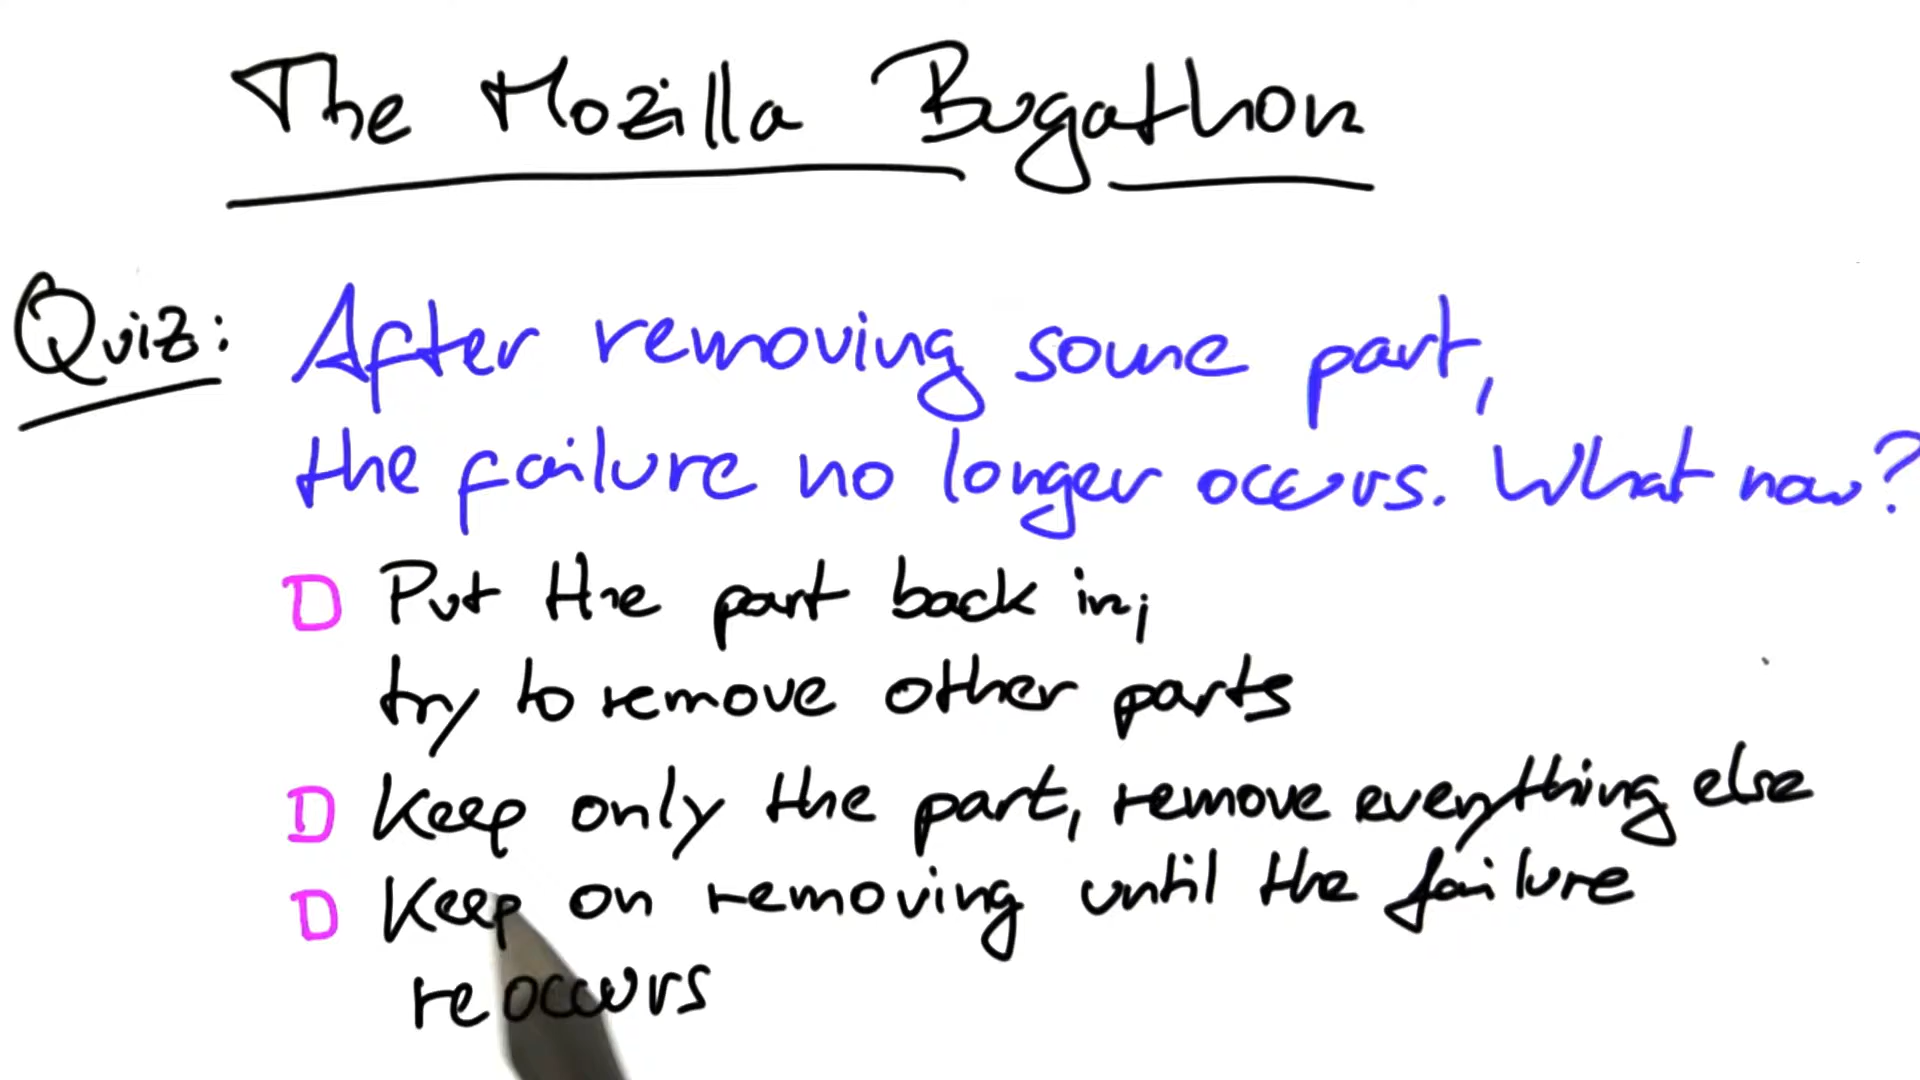 The Mozilla Bugathon
Quiz: After removing some part,
the failure no longer occurs. What now?
Put the part back in;
try to remove other parts
Keep only the part, remove everything else
Keep on removing until the failure
reoccurs